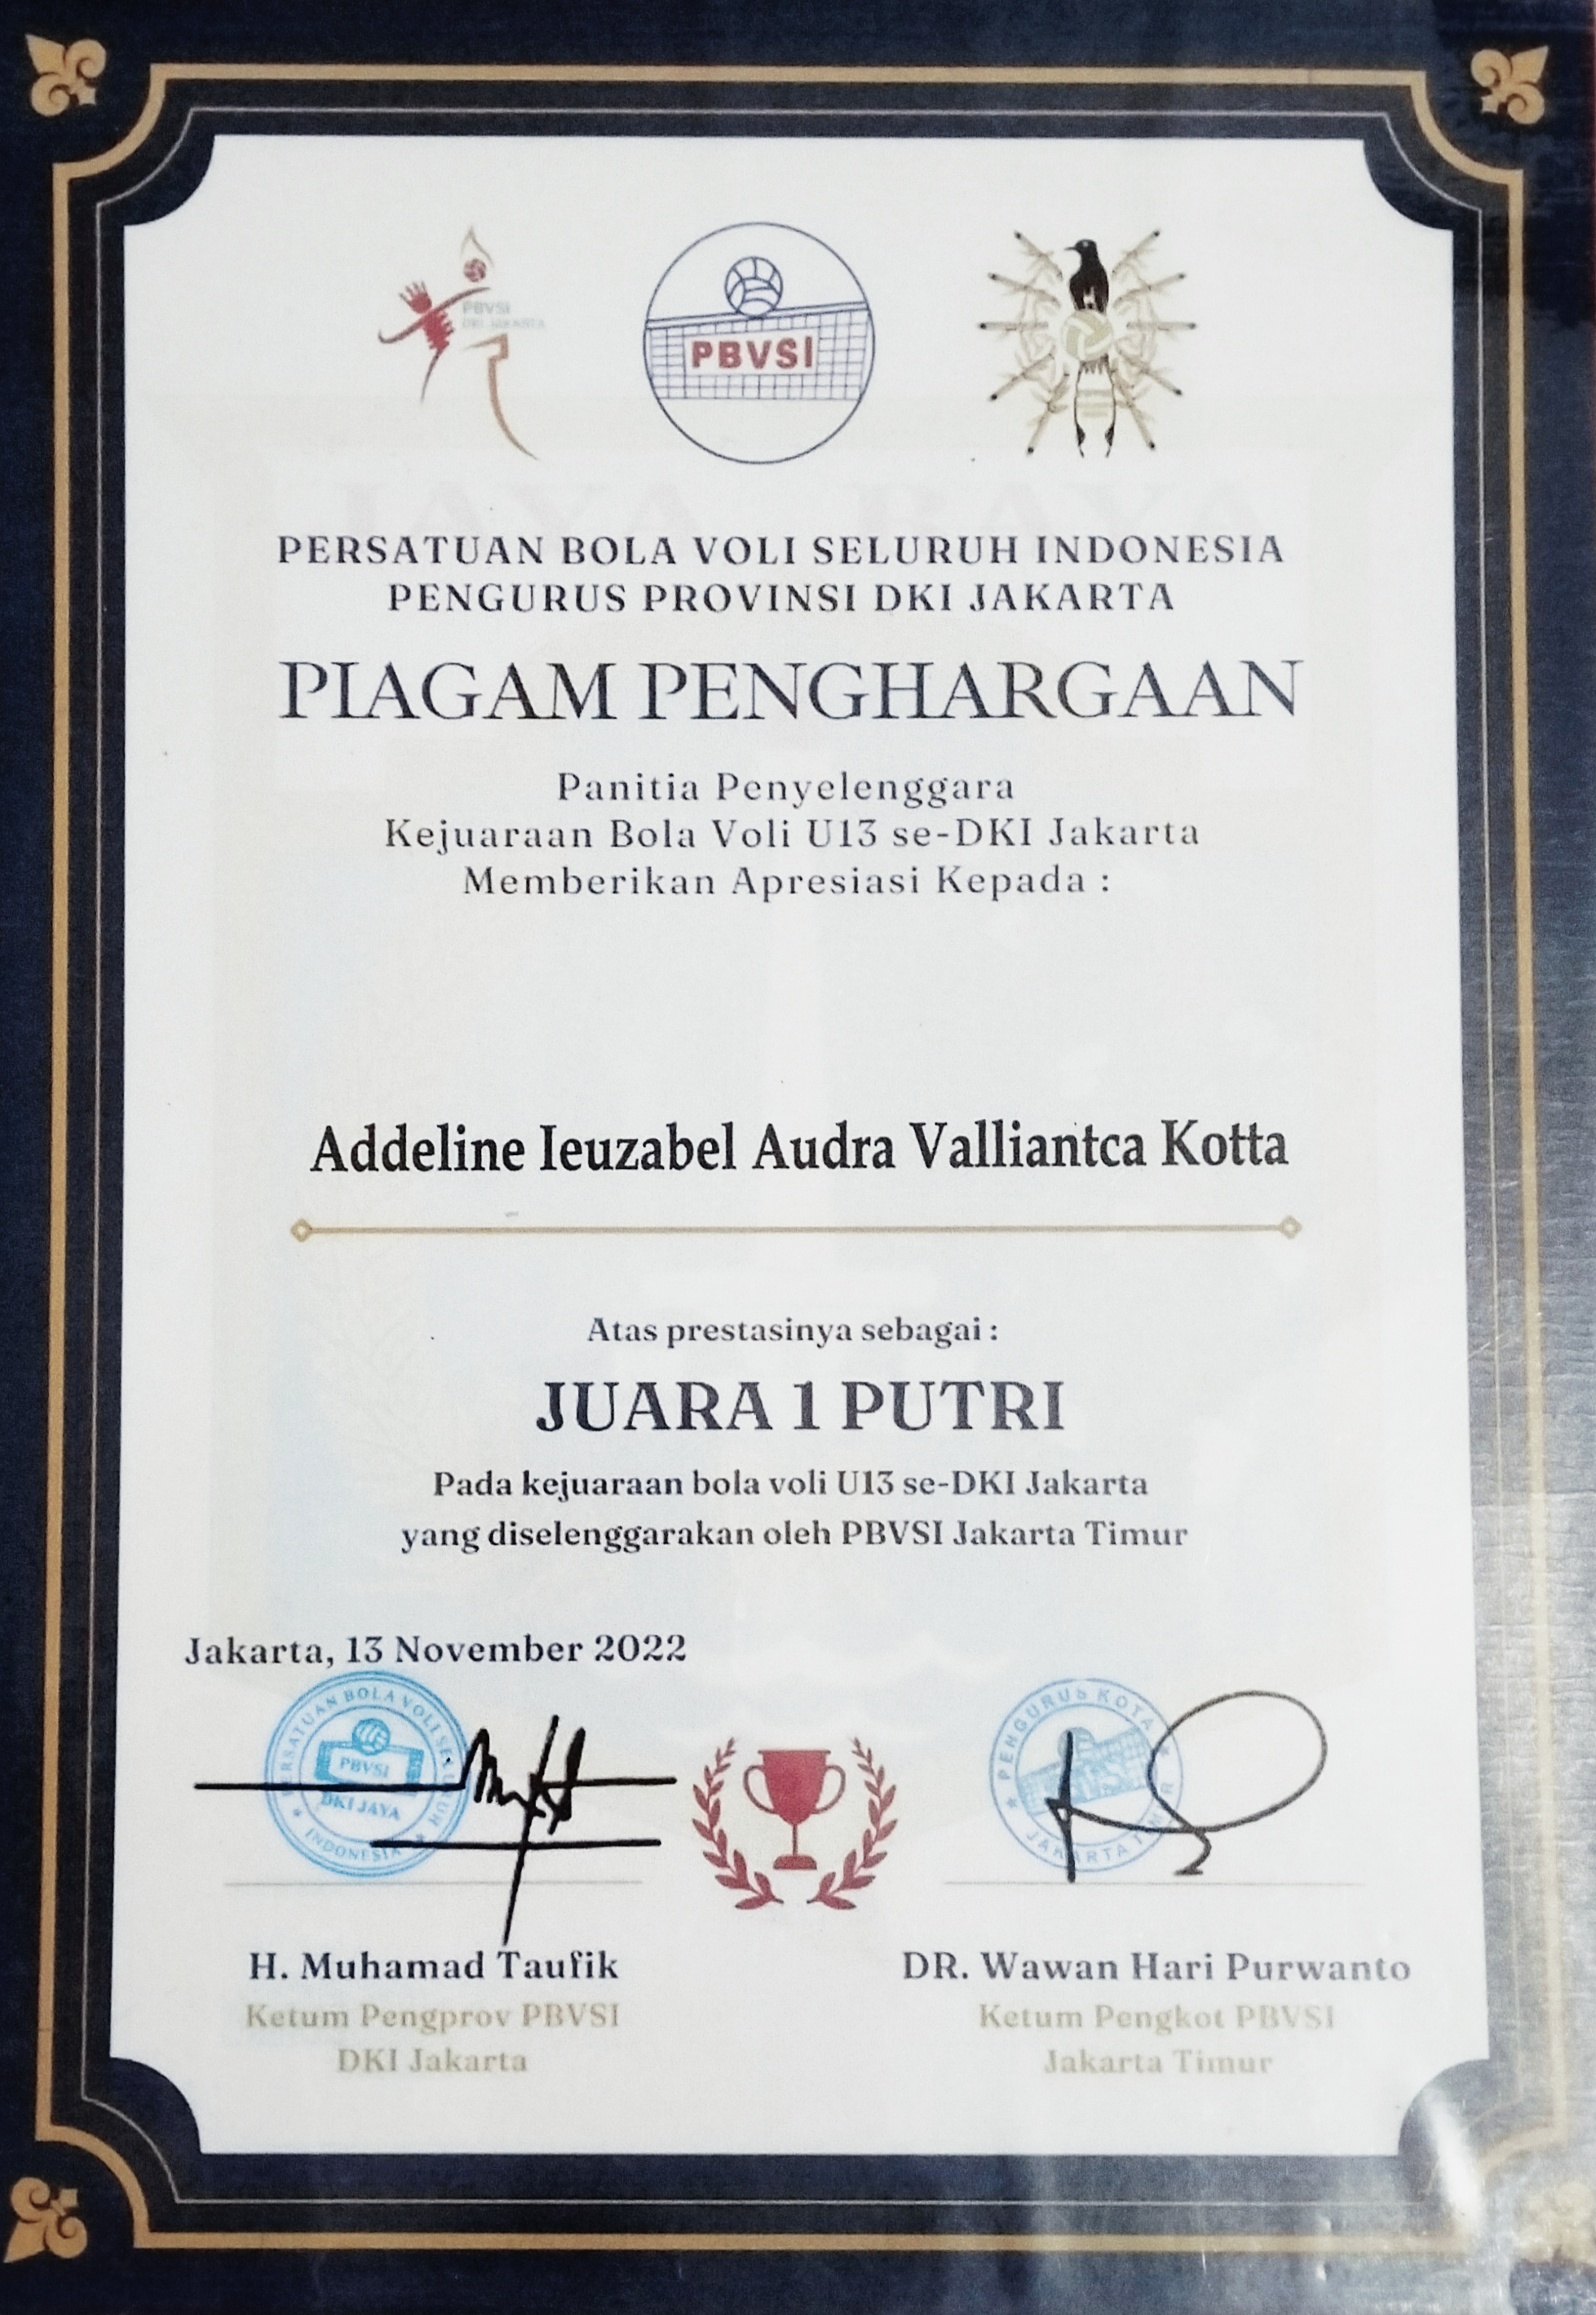 PBVSI
DKI JAKARTA
PBVSI
PERSATUAN BOLA VOLI SELURUH INDONESIA
PENGURUS PROVINSI DKI JAKARTA
PIAGAM PENGHARGAAN
Panitia Penyelenggara
Kejuaraan Bola Voli U13 se-DKI Jakarta
Memberikan Apresiasi Kepada :
Addeline Ieuzabel Audra Valliantca Kotta
Atas prestasinya sebagai :
JUARA 1 PUTRI
Pada kejuaraan bola voli U13 se-DKI Jakarta
yang diselenggarakan oleh PBVSI Jakarta Timur
Jakarta, 13 November 2022
PERSATUAN BOLA VOLI SELURUH
PBVSI
DKI JAYA
INDONESIA
PENGURUS KOTA
JAKARTA TIMUR
H. Muhamad Taufik
Ketum Pengprov PBVSI
DKI Jakarta
DR. Wawan Hari Purwanto
Ketum Pengkot PBVSI
Jakarta Timur